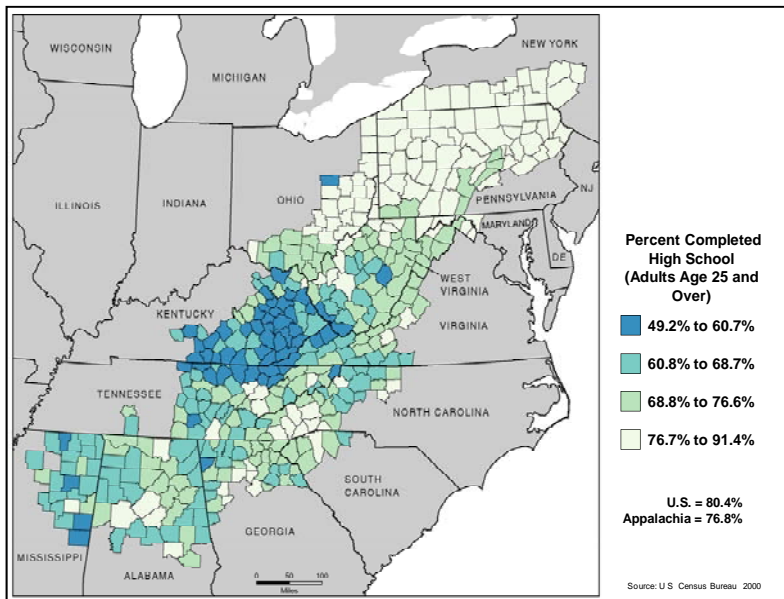 WISCONSIN
NEW YORK
MICHIGAN
ILLINOIS
INDIANA
OHIO
PENNSYLVANIA
NJ
MARYLAND
DE
WEST
VIRGINIA
KENTUCKY
VIRGINIA
TENNESSEE
NORTH CAROLINA
SOUTH
CAROLINA
GEORGIA
MISSISSIPPI
ALABAMA
0 50 100
Miles
Percent Completed
High School
(Adults Age 25 and
Over)
49.2% to 60.7%
60.8% to 68.7%
68.8% to 76.6%
76.7% to 91.4%
U.S. = 80.4%
Appalachia = 76.8%
Source: U S Census Bureau 2000